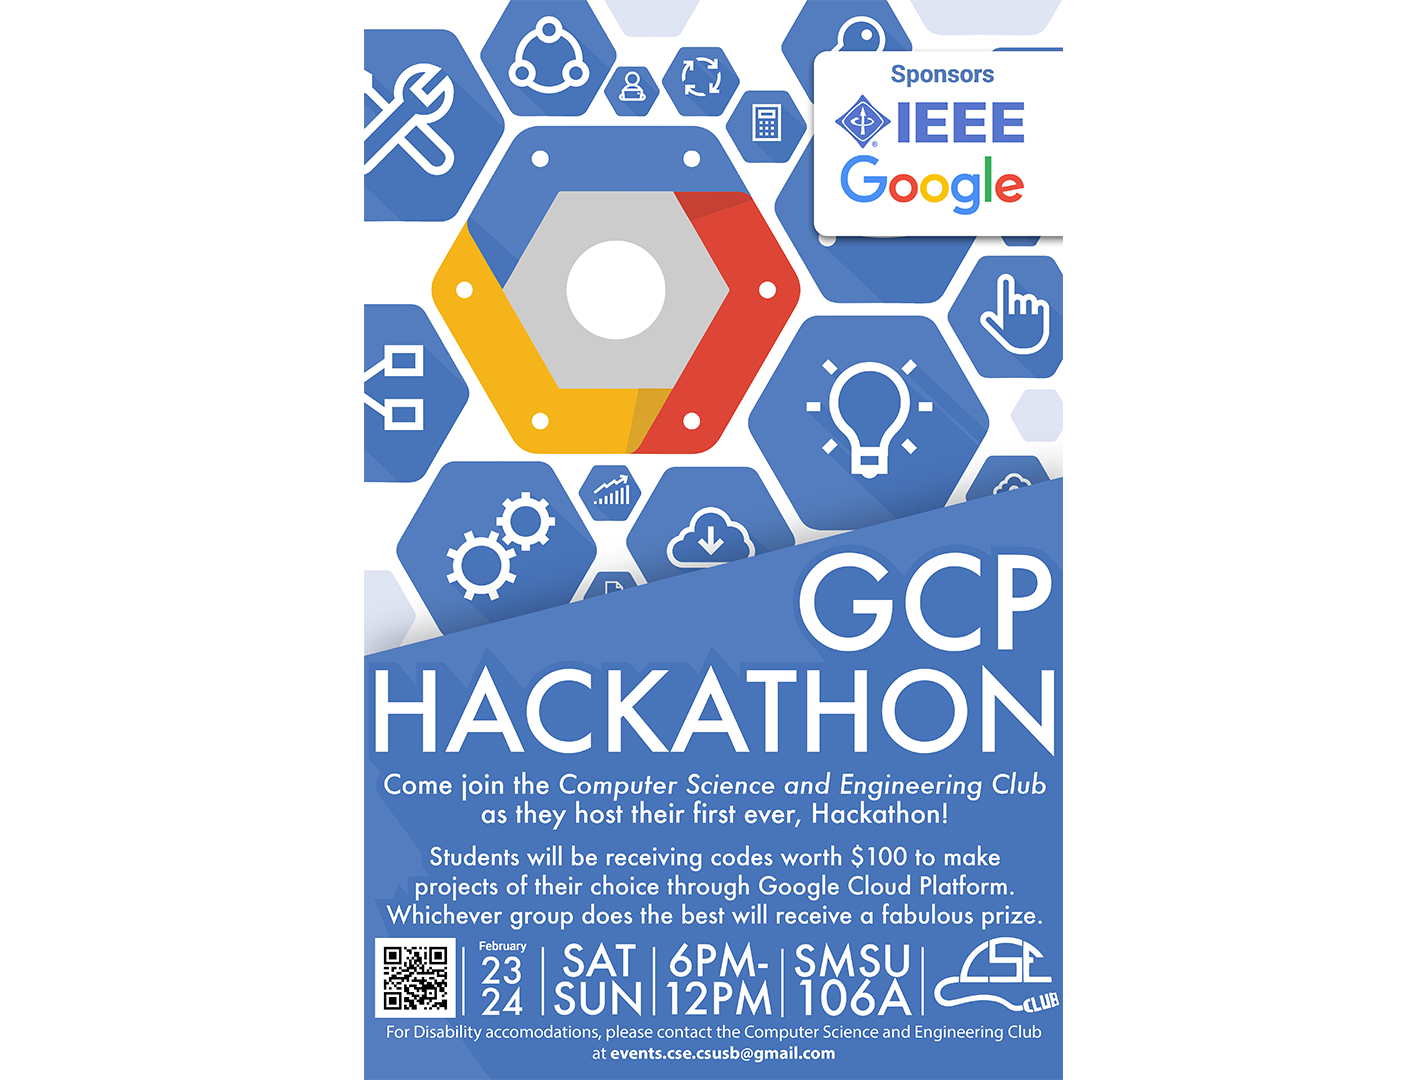 Sponsors
IEEE
®
Google
GCP
HACKATHON
Come join the Computer Science and Engineering Club
as they host their first ever, Hackathon!
Students will be receiving codes worth $100 to make
projects of their choice through Google Cloud Platform.
Whichever group does the best will receive a fabulous prize.
February
23
24
SAT
SUN
6PM-
12PM
SMSU
106A
CSE
CLUB
For Disability accomodations, please contact the Computer Science and Engineering Club
at events.cse.csusb@gmail.com